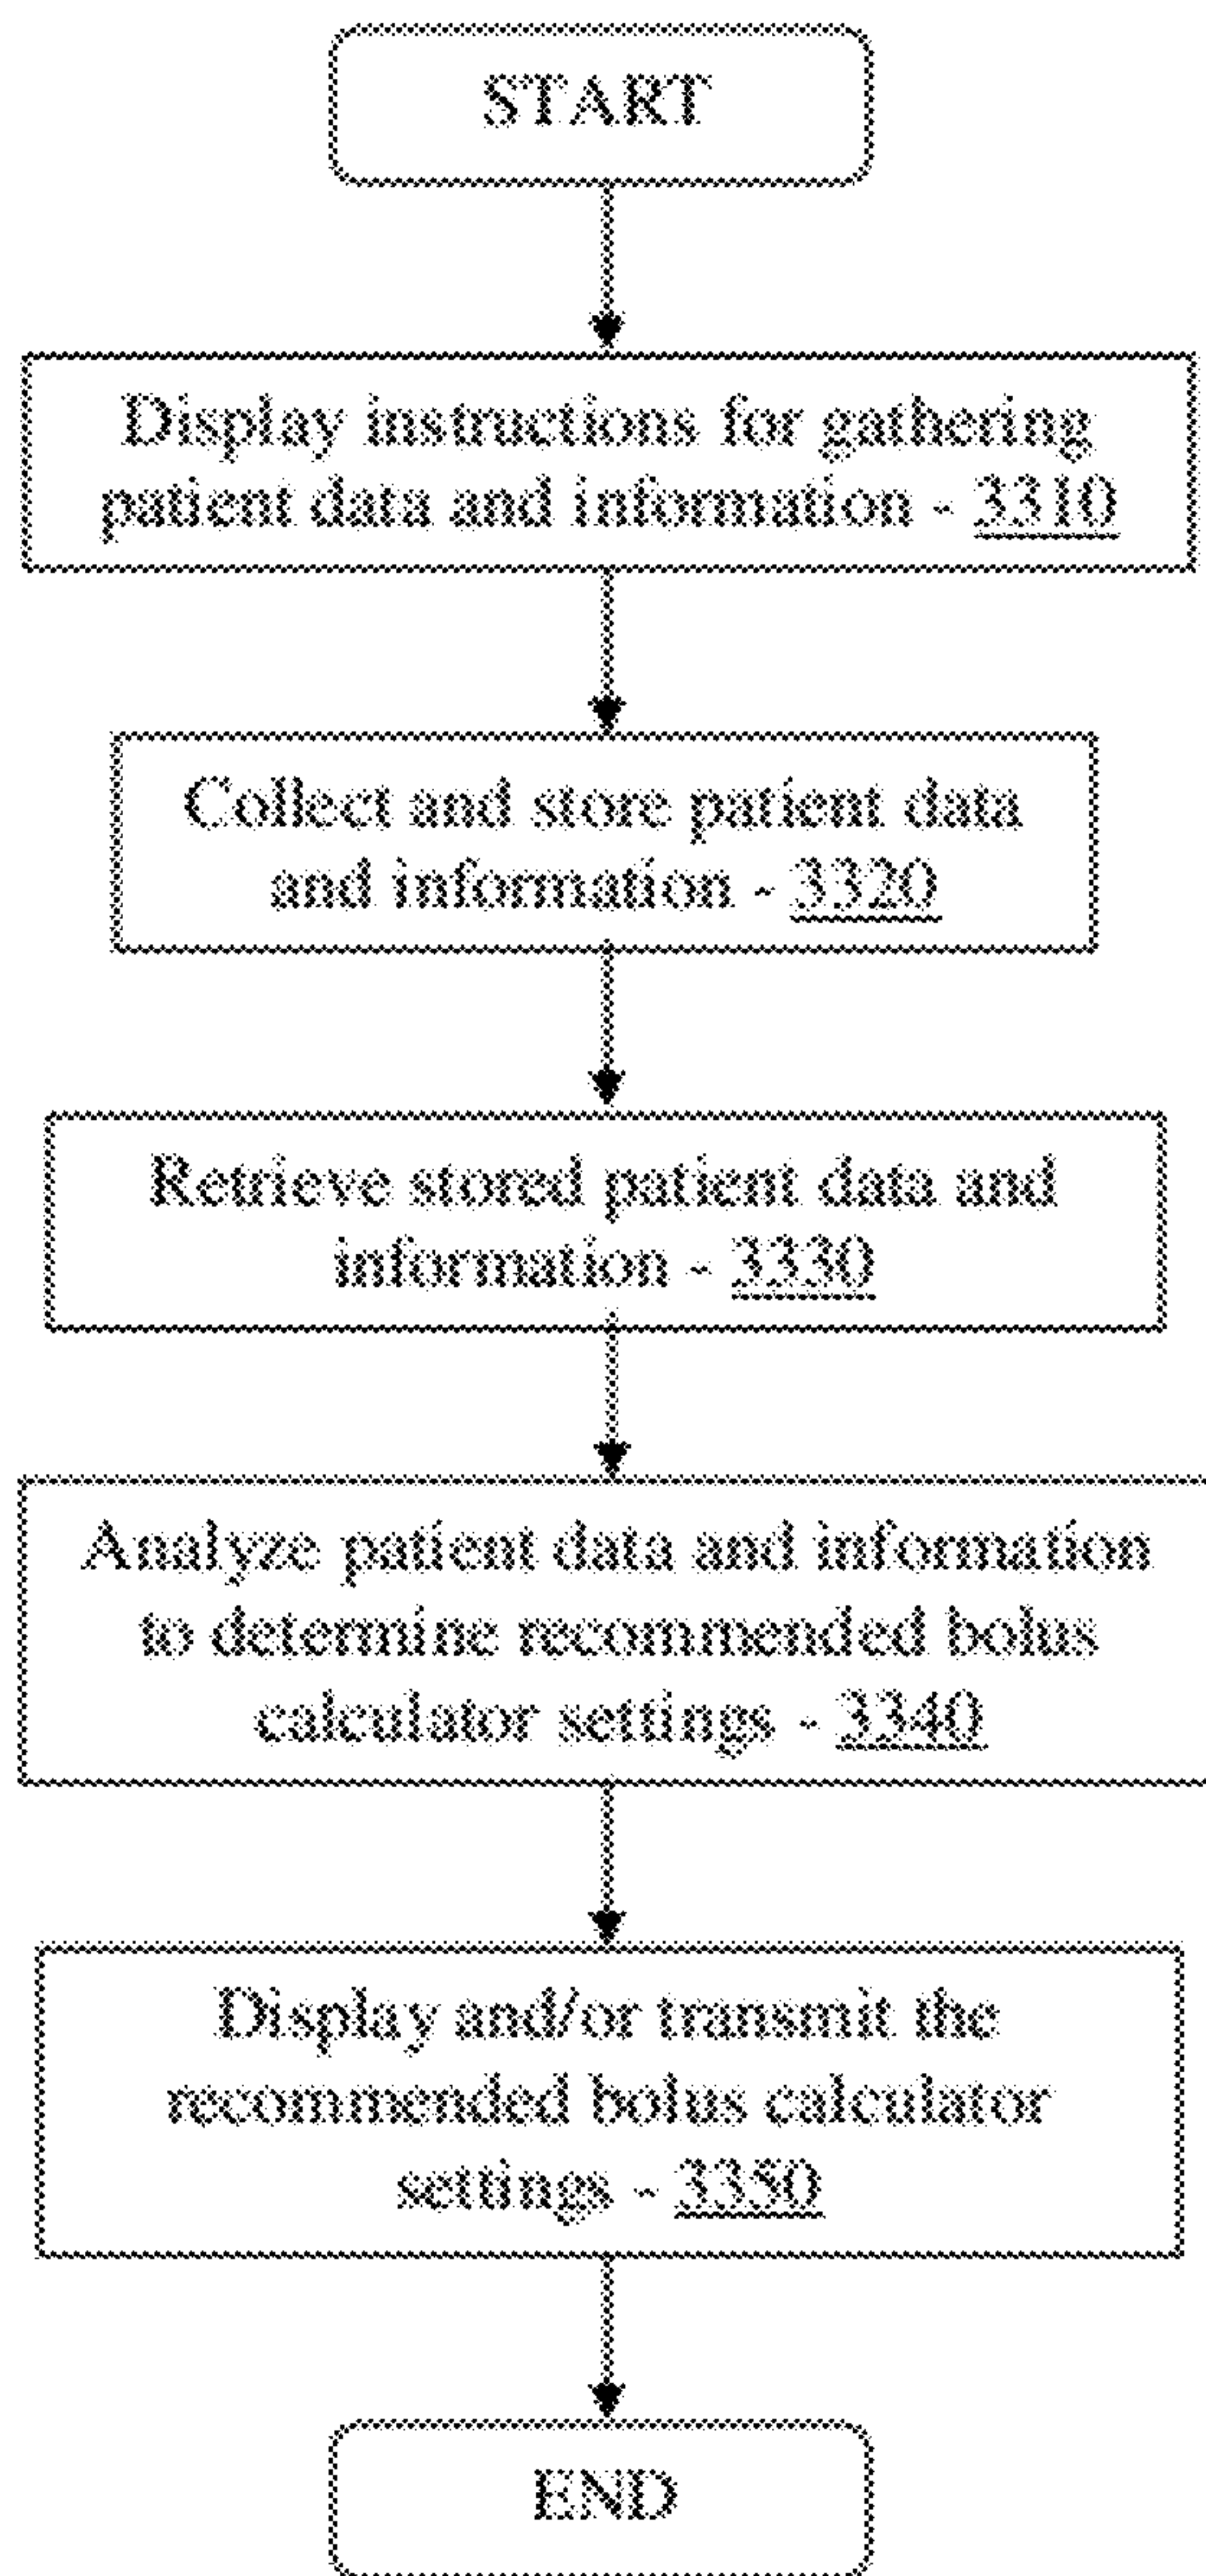 START
Display instructions for gathering
patient data and information - 3310
Collect and store patient data
and information - 3320
Retrieve stored patient data and
information - 3330
Analyze patient data and information
to determine recommended bolus
calculator settings - 3340
Display and/or transmit the
recommended bolus calculator
settings - 3350
END